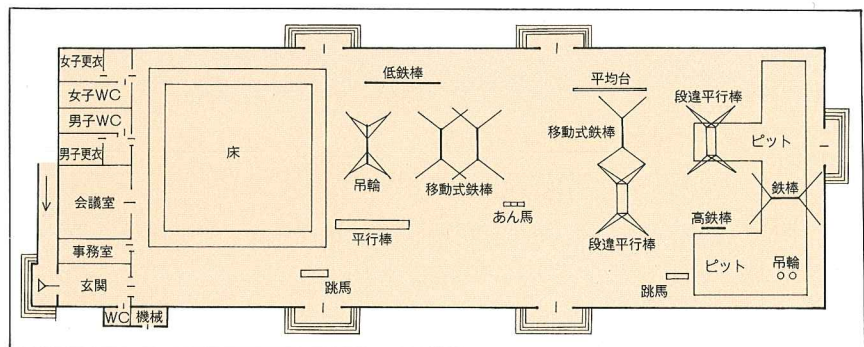 女子更衣
女子WC
男子WC
男子更衣
会議室
事務室
玄関
WC
機械
床
低鉄棒
吊輪
移動式鉄棒
平行棒
跳馬
あん馬
平均台
移動式鉄棒
段違平行棒
段違平行棒
ピット
鉄棒
高鉄棒
ピット
吊輪
跳馬